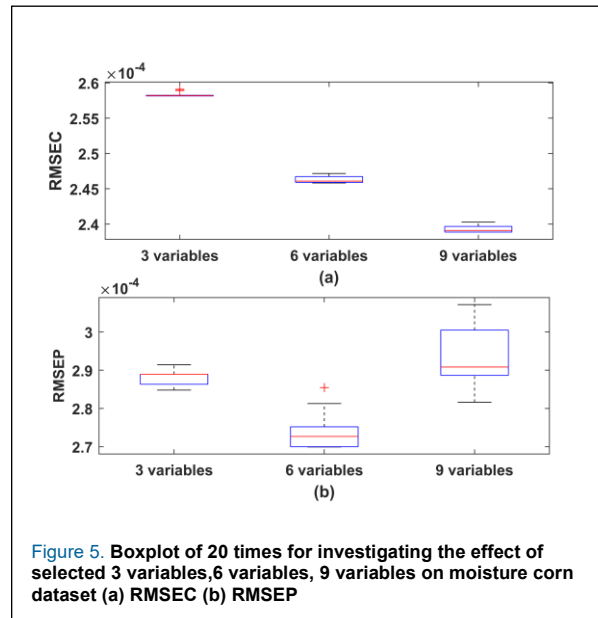 ×10⁻⁴
2.6
2.55
2.5
2.45
2.4
RMSEC
3 variables 6 variables 9 variables
(a)
×10⁻⁴
3
2.9
2.8
2.7
RMSEP
3 variables 6 variables 9 variables
(b)
Figure 5. Boxplot of 20 times for investigating the effect of
selected 3 variables,6 variables, 9 variables on moisture corn
dataset (a) RMSEC (b) RMSEP